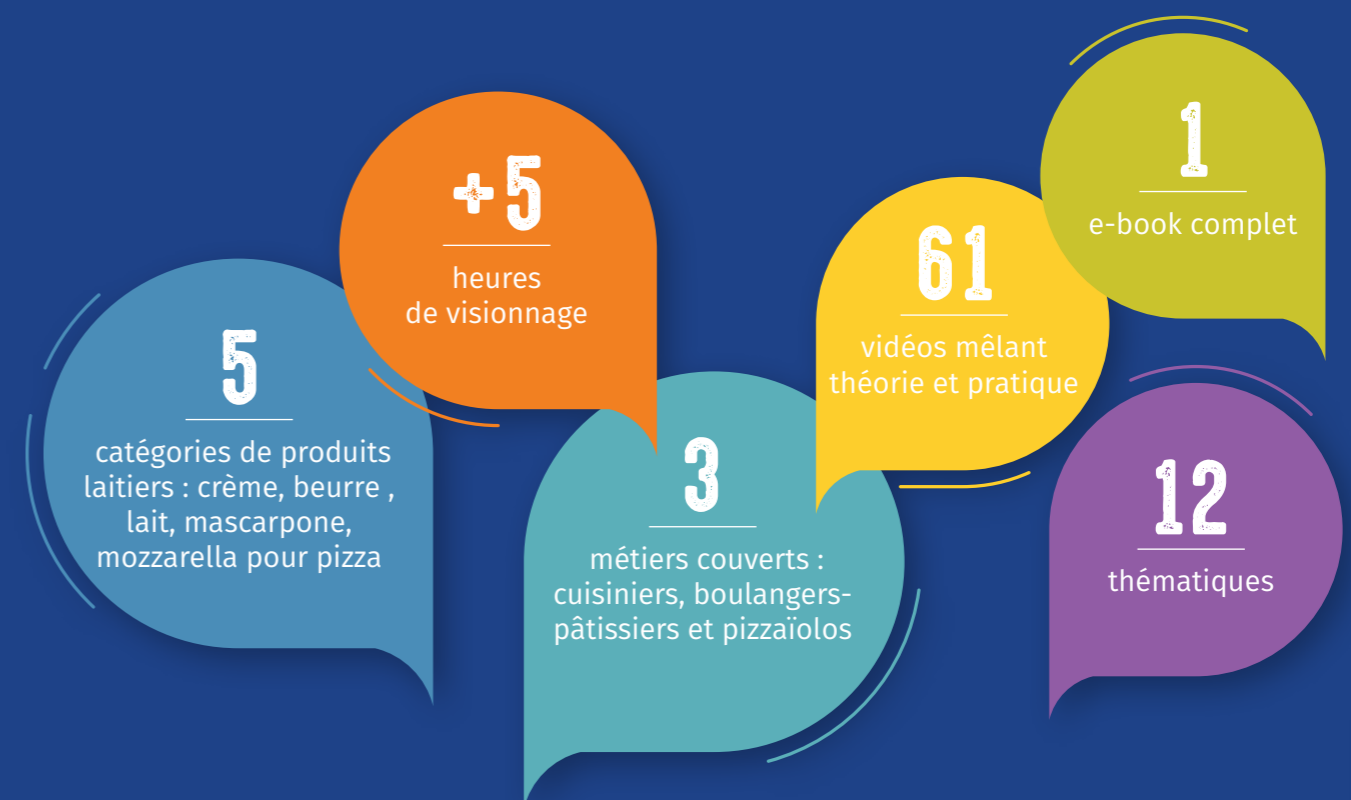 5
catégories de produits
laitiers : crème, beurre ,
lait, mascarpone,
mozzarella pour pizza
+5
heures
de visionnage
3
métiers couverts :
cuisiniers, boulangers-
pâtissiers et pizzaïolos
61
vidéos mêlant
théorie et pratique
1
e-book complet
12
thématiques